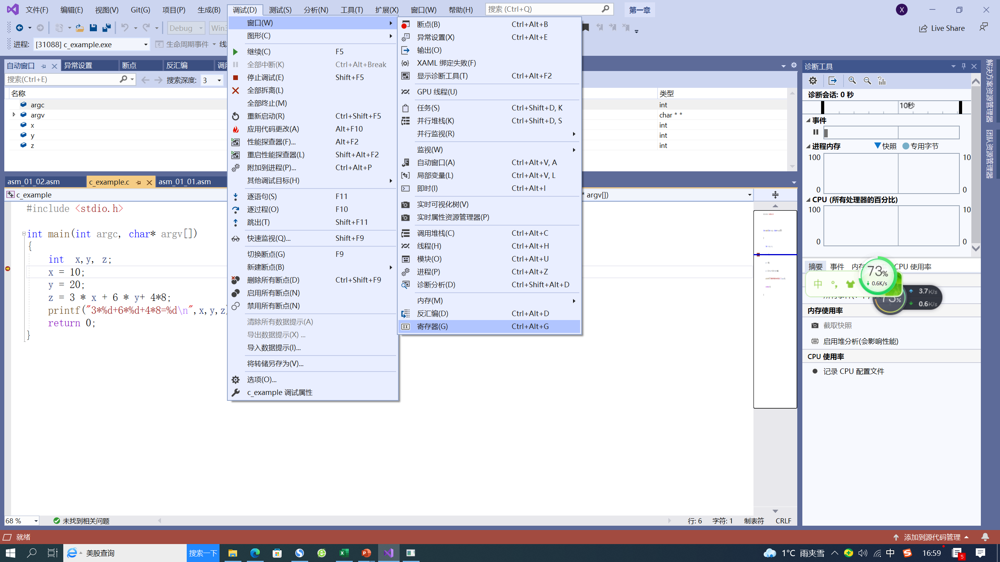 文件(F) 编辑(E) 视图(V) Git(G) 项目(P) 生成(B) 调试(D) 测试(S) 分析(N) 工具(T) 扩展(X) 窗口(W) 帮助(H) 搜索 (Ctrl+Q) 第一章 X
Debug
Live Share
进程: [31088] c_example.exe 生命周期事件
自动窗口 异常设置 断点 反汇编
搜索(Ctrl+E) 搜索深度: 3
名称 类型
argc int
argv char * *
x int
y int
z int
窗口(W)
图形(C)
继续(C) F5
全部中断(K) Ctrl+Alt+Break
停止调试(E) Shift+F5
全部拆离(L)
全部终止(M)
重新启动(R) Ctrl+Shift+F5
应用代码更改(A) Alt+F10
性能探查器(F)... Alt+F2
重启性能探查器(L) Shift+Alt+F2
附加到进程(P)... Ctrl+Alt+P
其他调试目标(H)
逐语句(S) F11
逐过程(O) F10
跳出(T) Shift+F11
快速监视(Q)... Shift+F9
切换断点(G) F9
新建断点(B)
删除所有断点(D) Ctrl+Shift+F9
启用所有断点(N)
禁用所有断点(N)
清除所有数据提示(A)
导出数据提示(X) ...
导入数据提示(I)...
将转储另存为(V)...
选项(O)...
c_example 调试属性
断点(B) Ctrl+Alt+B
异常设置(X) Ctrl+Alt+E
输出(O)
XAML 绑定失败(F)
显示诊断工具(T) Ctrl+Alt+F2
GPU 线程(U)
任务(S) Ctrl+Shift+D, K
并行堆栈(K) Ctrl+Shift+D, S
并行监视(R)
监视(W)
自动窗口(A) Ctrl+Alt+V, A
局部变量(L) Ctrl+Alt+V, L
即时(I) Ctrl+Alt+I
实时可视化树(V)
实时属性资源管理器(P)
调用堆栈(C) Ctrl+Alt+C
线程(H) Ctrl+Alt+H
模块(O) Ctrl+Alt+U
进程(P) Ctrl+Alt+Z
诊断分析(D) Ctrl+Shift+Alt+D
内存(M)
反汇编(D) Ctrl+Alt+D
寄存器(G) Ctrl+Alt+G
asm_01_02.asm c_example.c asm_01_01.asm
c_example * argv[])
#include <stdio.h>
int main(int argc, char* argv[])
{
int x,y, z;
x = 10;
y = 20;
z = 3 * x + 6 * y+ 4*8;
printf("3*%d+6*%d+4*8=%d\n",x,y,z
return 0;
}
68 % 未找到相关问题 行: 6 字符: 1 制表符 CRLF
诊断工具
诊断会话: 0 秒
10秒
事件
进程内存 快照 专用字节
100 10
0 0
CPU (所有处理器的百分比)
100 10
0 0
摘要 事件 CPU 使用率
中 73% 0.6K/s
3.7K/s
0.6K/s
内存使用率
截取快照
启用堆分析(会影响性能)
CPU 使用率
记录 CPU 配置文件
解决方案资源管理器
团队资源管理器
就绪 添加到源代码管理
美股查询 搜索一下 1°C 雨夹雪 中 16:59 5